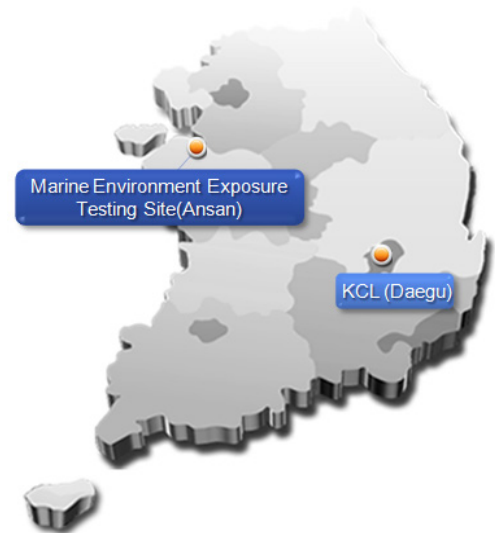 Marine Environment Exposure
Testing Site(Ansan)
KCL (Daegu)